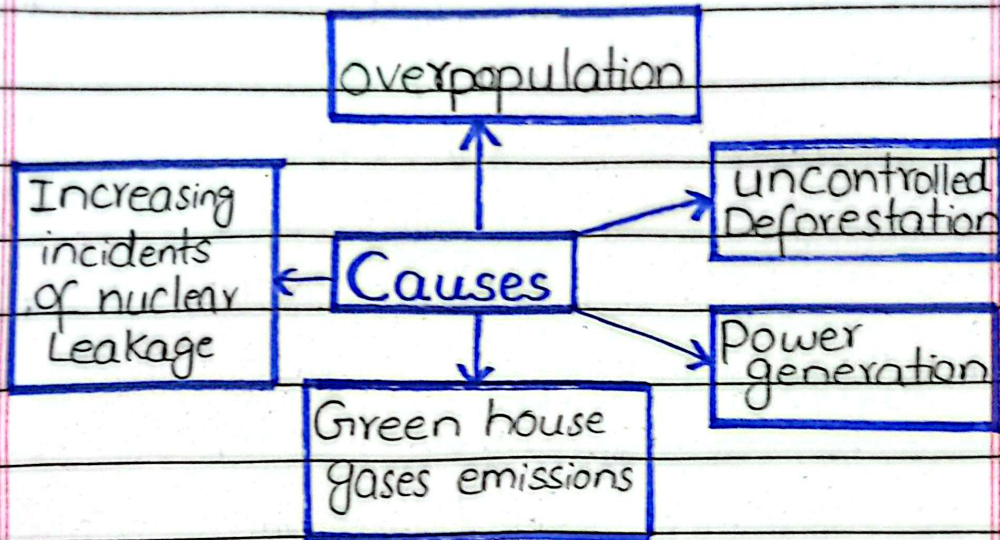 overpopulation
uncontrolled
Deforestation
Increasing
incidents
of nuclear
Leakage
Causes
Power
generation
Green house
gases emissions